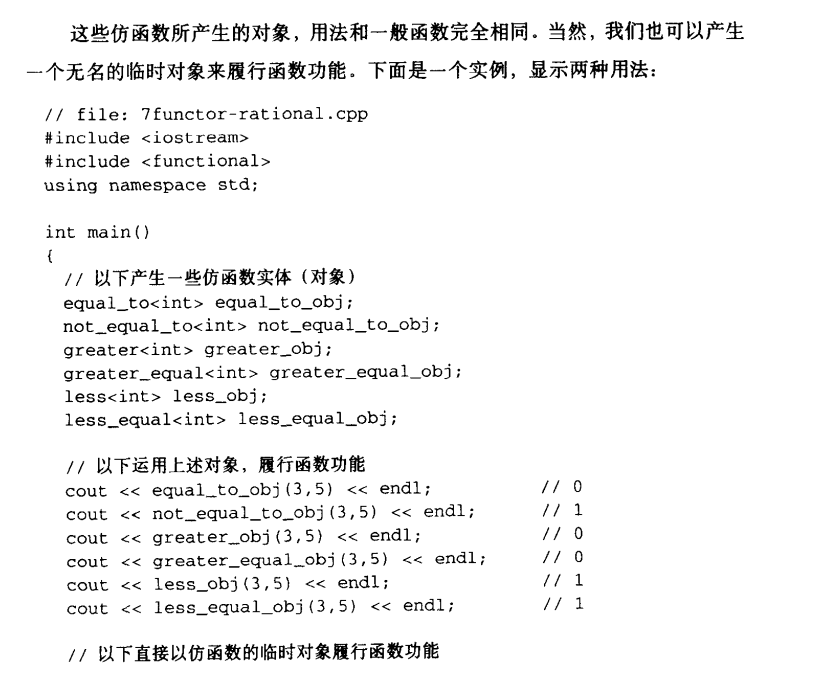 这些仿函数所产生的对象，用法和一般函数完全相同。当然，我们也可以产生
一个无名的临时对象来履行函数功能。下面是一个实例，显示两种用法：
// file: 7functor-rational.cpp
#include <iostream>
#include <functional>
using namespace std;
int main()
{
// 以下产生一些仿函数实体（对象）
equal_to<int> equal_to_obj;
not_equal_to<int> not_equal_to_obj;
greater<int> greater_obj;
greater_equal<int> greater_equal_obj;
less<int> less_obj;
less_equal<int> less_equal_obj;
// 以下运用上述对象，履行函数功能
cout << equal_to_obj(3,5) << endl; // 0
cout << not_equal_to_obj(3,5) << endl; // 1
cout << greater_obj(3,5) << endl; // 0
cout << greater_equal_obj(3,5) << endl; // 0
cout << less_obj(3,5) << endl; // 1
cout << less_equal_obj(3,5) << endl; // 1
// 以下直接以仿函数的临时对象履行函数功能